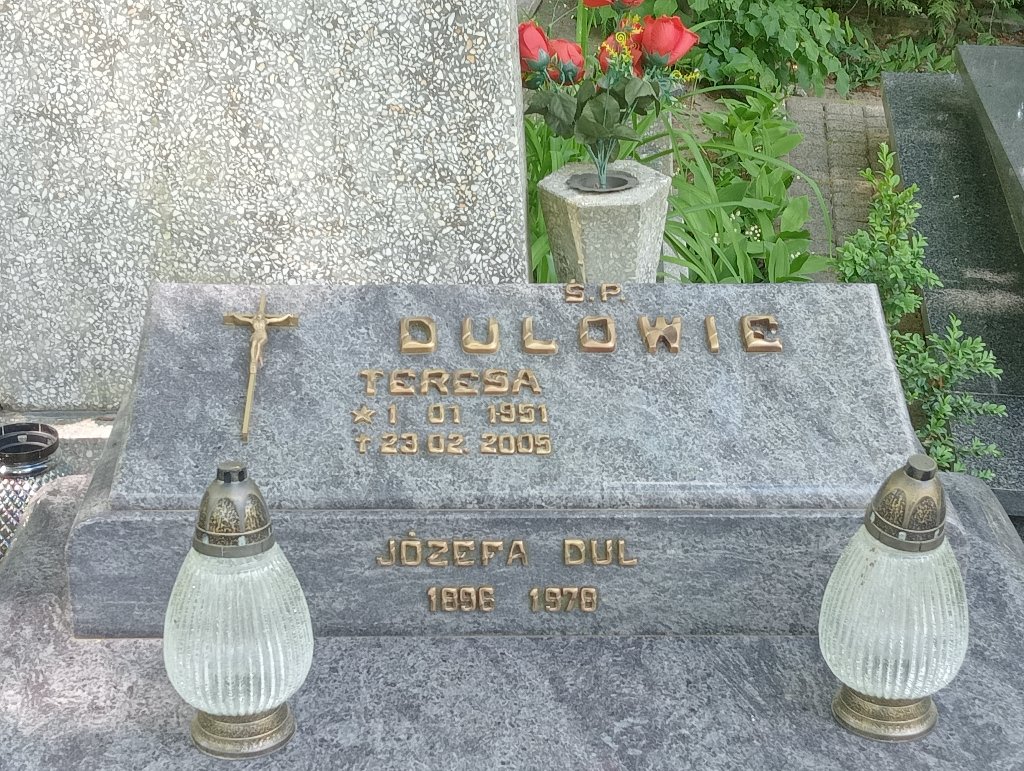 Ś.P.
DULOWIE
TERESA
☆ 1 01 1951
✝ 23.02.2005
JÓZEFA DUL
1896 1978